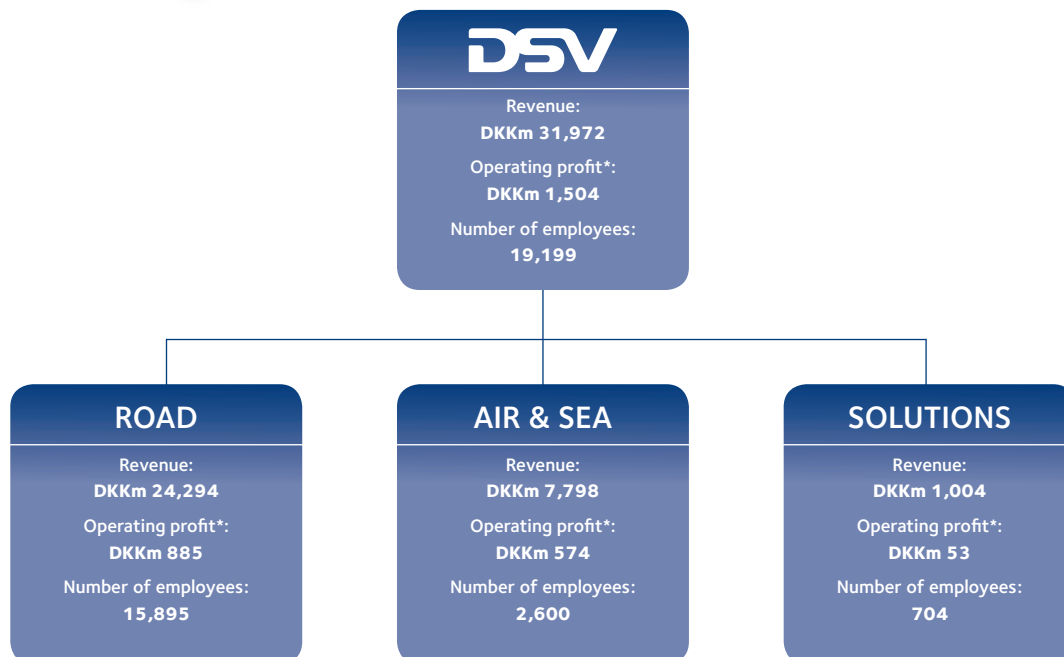 DSV
Revenue:
DKKm 31,972
Operating profit*:
DKKm 1,504
Number of employees:
19,199
ROAD
Revenue:
DKKm 24,294
Operating profit*:
DKKm 885
Number of employees:
15,895
AIR & SEA
Revenue:
DKKm 7,798
Operating profit*:
DKKm 574
Number of employees:
2,600
SOLUTIONS
Revenue:
DKKm 1,004
Operating profit*:
DKKm 53
Number of employees:
704